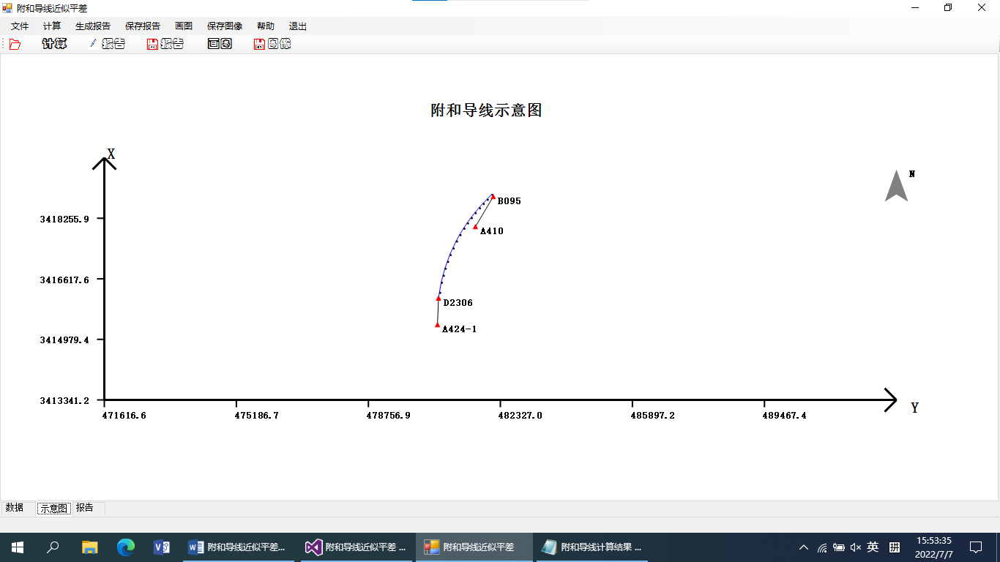 附和导线近似平差
文件 计算 生成报告 保存报告 画图 保存图像 帮助 退出
计算 报告 报告 画图 图像
附和导线示意图
X
N
B095
3418255.9
A410
3416617.6
D2306
A424-1
3414979.4
3413341.2
Y
471616.6 475186.7 478756.9 482327.0 485897.2 489467.4
数据 示意图 报告
附和导线近似平差...
附和导线近似平差 ...
附和导线近似平差
附和导线计算结果 ...
英 拼
15:53:35
2022/7/7